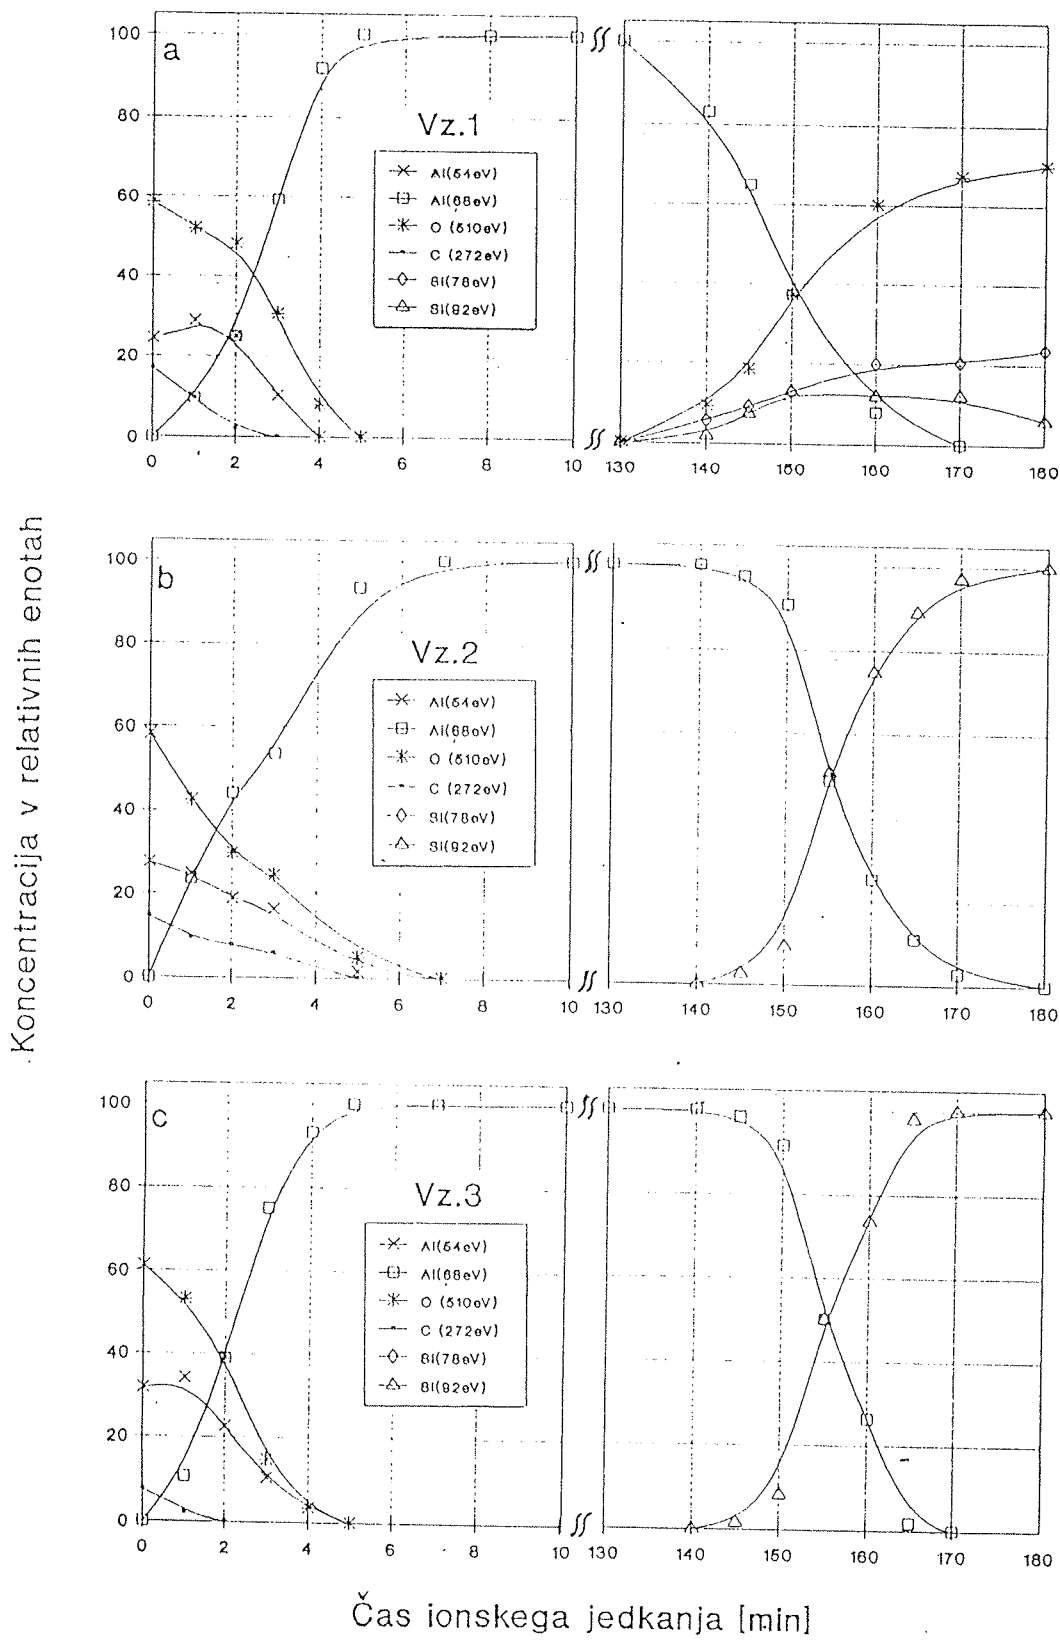 a
100
80
60
40
20
0
Vz.1
Al(54eV)
Al(68eV)
O (510eV)
C (272eV)
Si(78eV)
Si(92eV)
0 2 4 6 8 10 130 140 150 160 170 180
b
100
80
60
40
20
0
Vz.2
Al(54eV)
Al(68eV)
O (510eV)
C (272eV)
Si(78eV)
Si(92eV)
0 2 4 6 8 10 130 140 150 160 170 180
c
100
80
60
40
20
0
Vz.3
Al(54eV)
Al(68eV)
O (510eV)
C (272eV)
Si(78eV)
Si(92eV)
0 2 4 6 8 10 130 140 150 160 170 180
Koncentracija v relativnih enotah
Čas ionskega jedkanja [min]